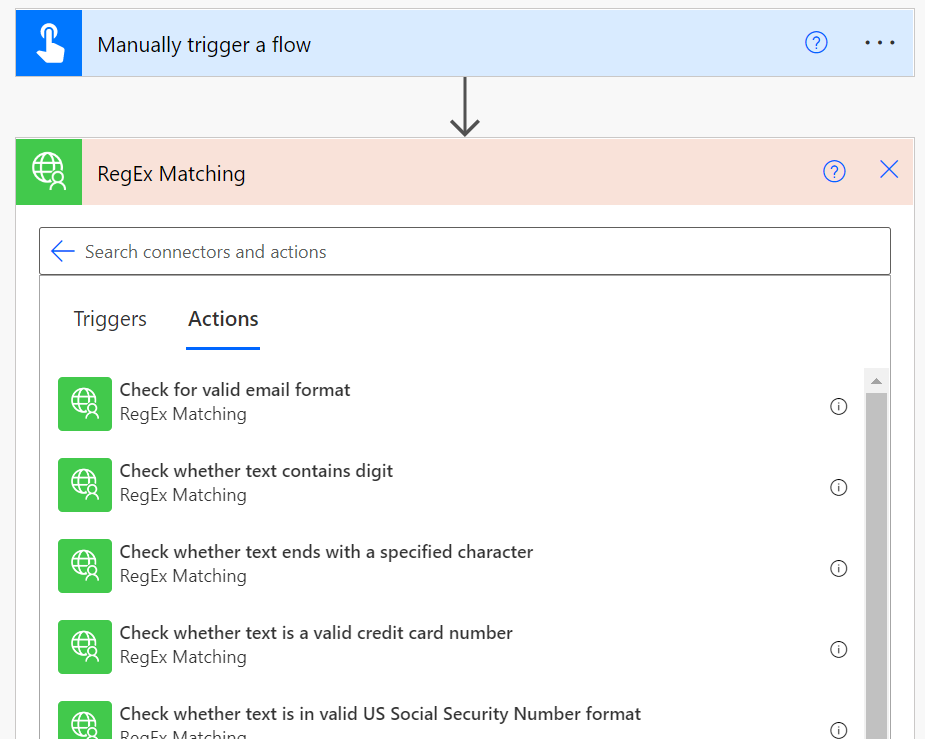 Manually trigger a flow
RegEx Matching
Search connectors and actions
Triggers Actions
Check for valid email format
RegEx Matching
Check whether text contains digit
RegEx Matching
Check whether text ends with a specified character
RegEx Matching
Check whether text is a valid credit card number
RegEx Matching
Check whether text is in valid US Social Security Number format
RegEx Matching